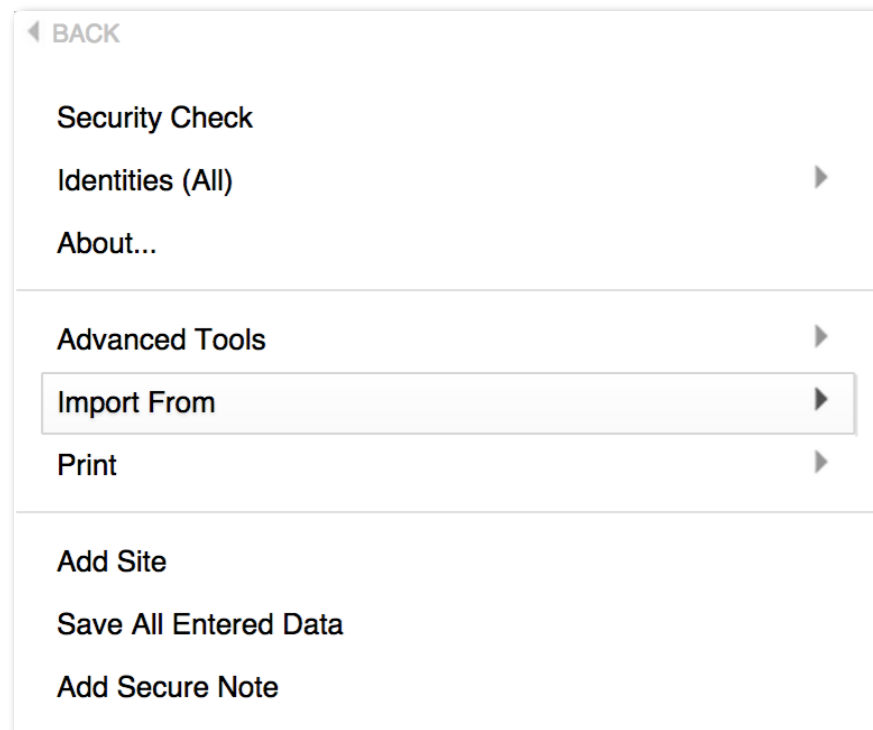 BACK
Security Check
Identities (All)
About...
Advanced Tools
Import From
Print
Add Site
Save All Entered Data
Add Secure Note